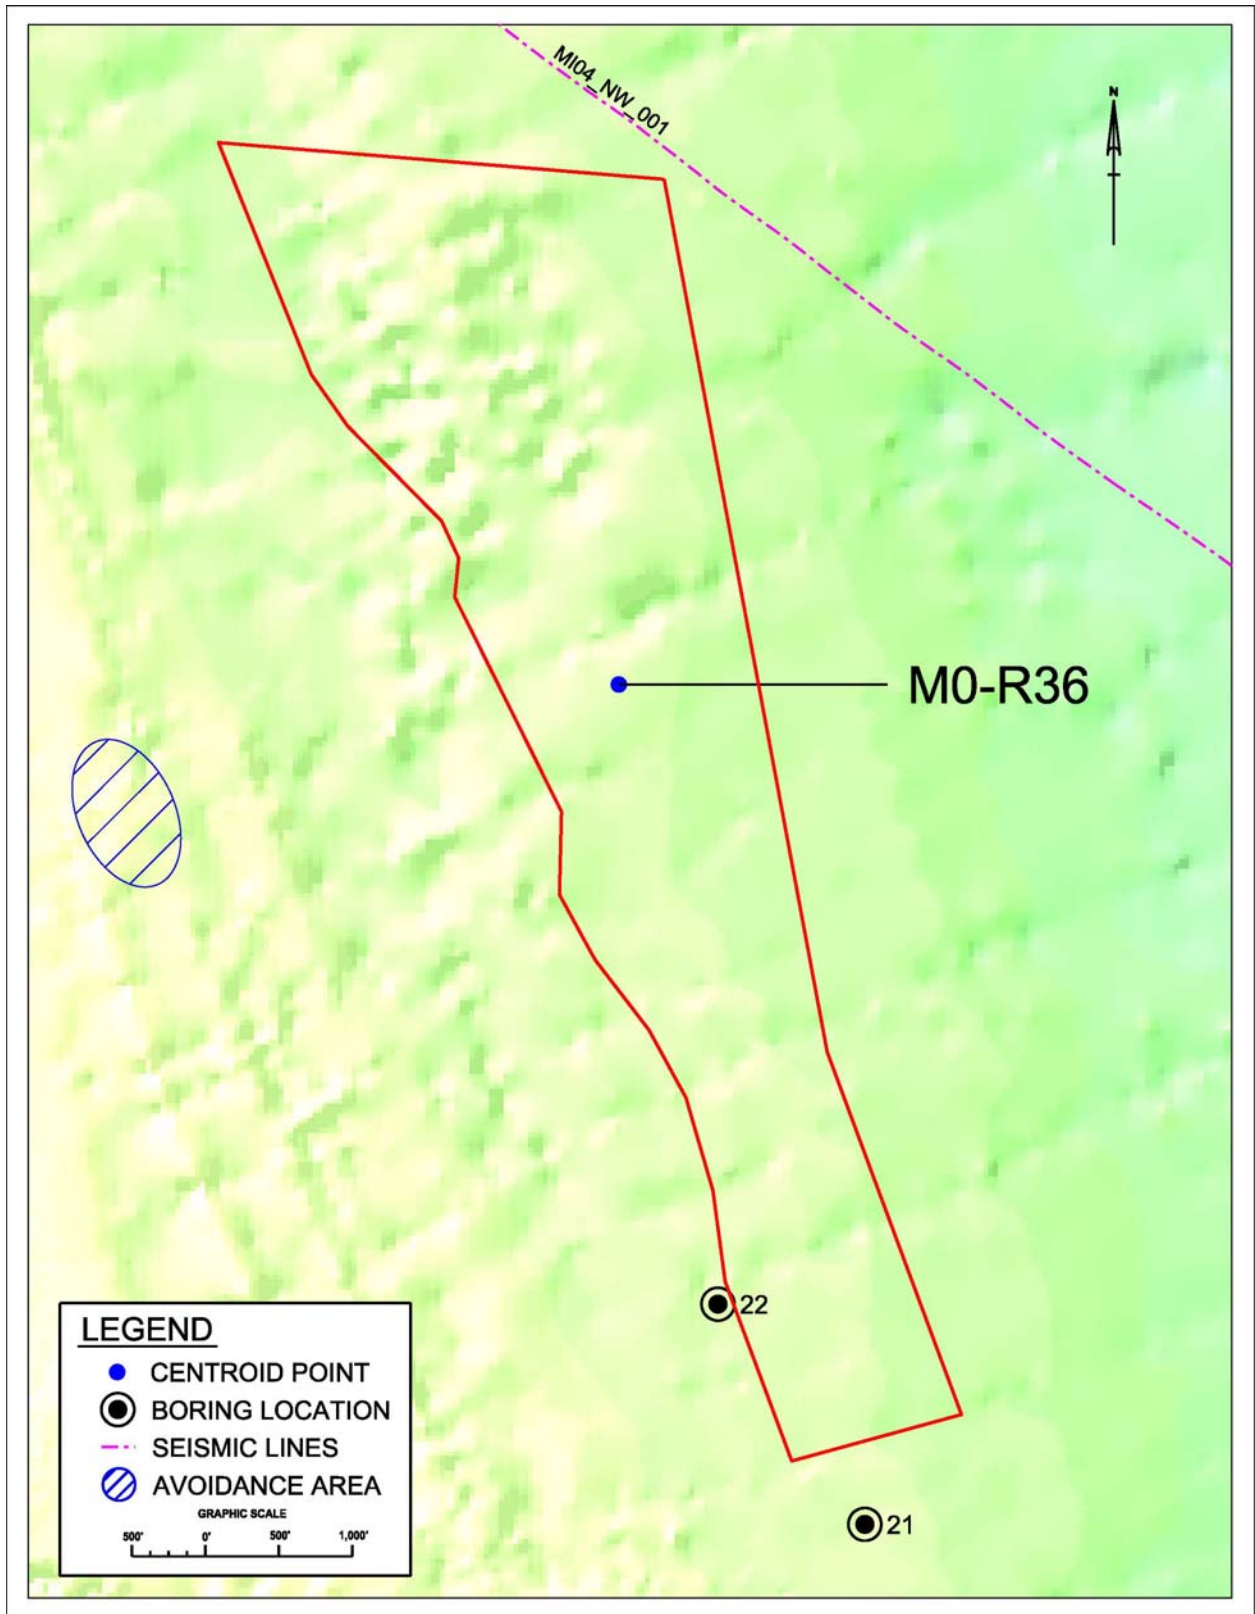 MI04_NW_001
N
M0-R36
22
LEGEND
CENTROID POINT
BORING LOCATION
SEISMIC LINES
AVOIDANCE AREA
GRAPHIC SCALE
500' 0' 500' 1,000'
21